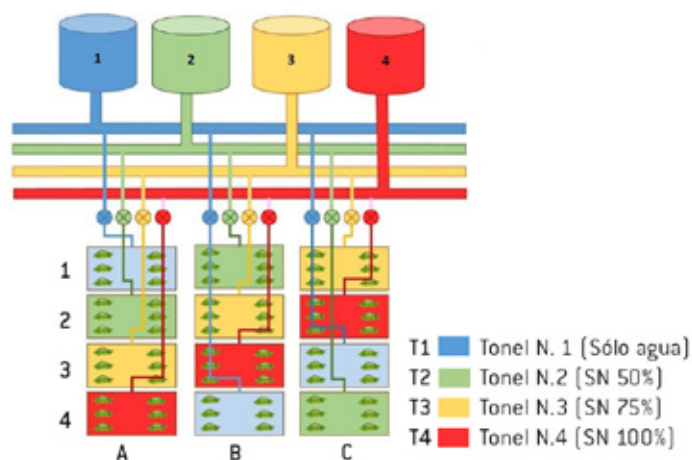 1 2 3 4
1
2
3
4
A B C
T1 Tonel N. 1 (Sólo agua)
T2 Tonel N.2 (SN 50%)
T3 Tonel N.3 (SN 75%)
T4 Tonel N.4 (SN 100%)